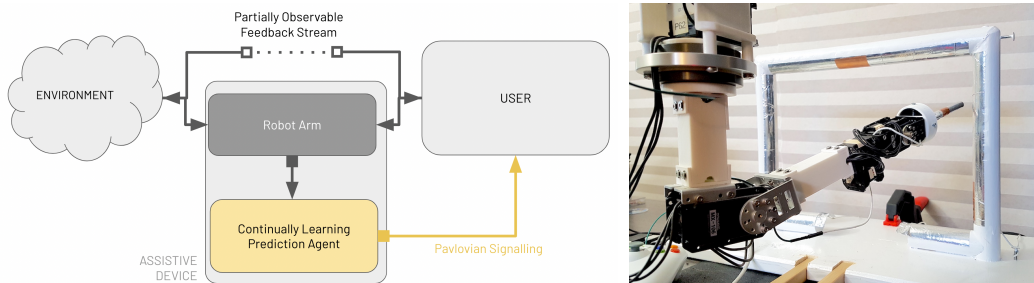 Partially Observable
Feedback Stream
ENVIRONMENT
USER
Robot Arm
Continually Learning
Prediction Agent
Pavlovian Signalling
ASSISTIVE
DEVICE